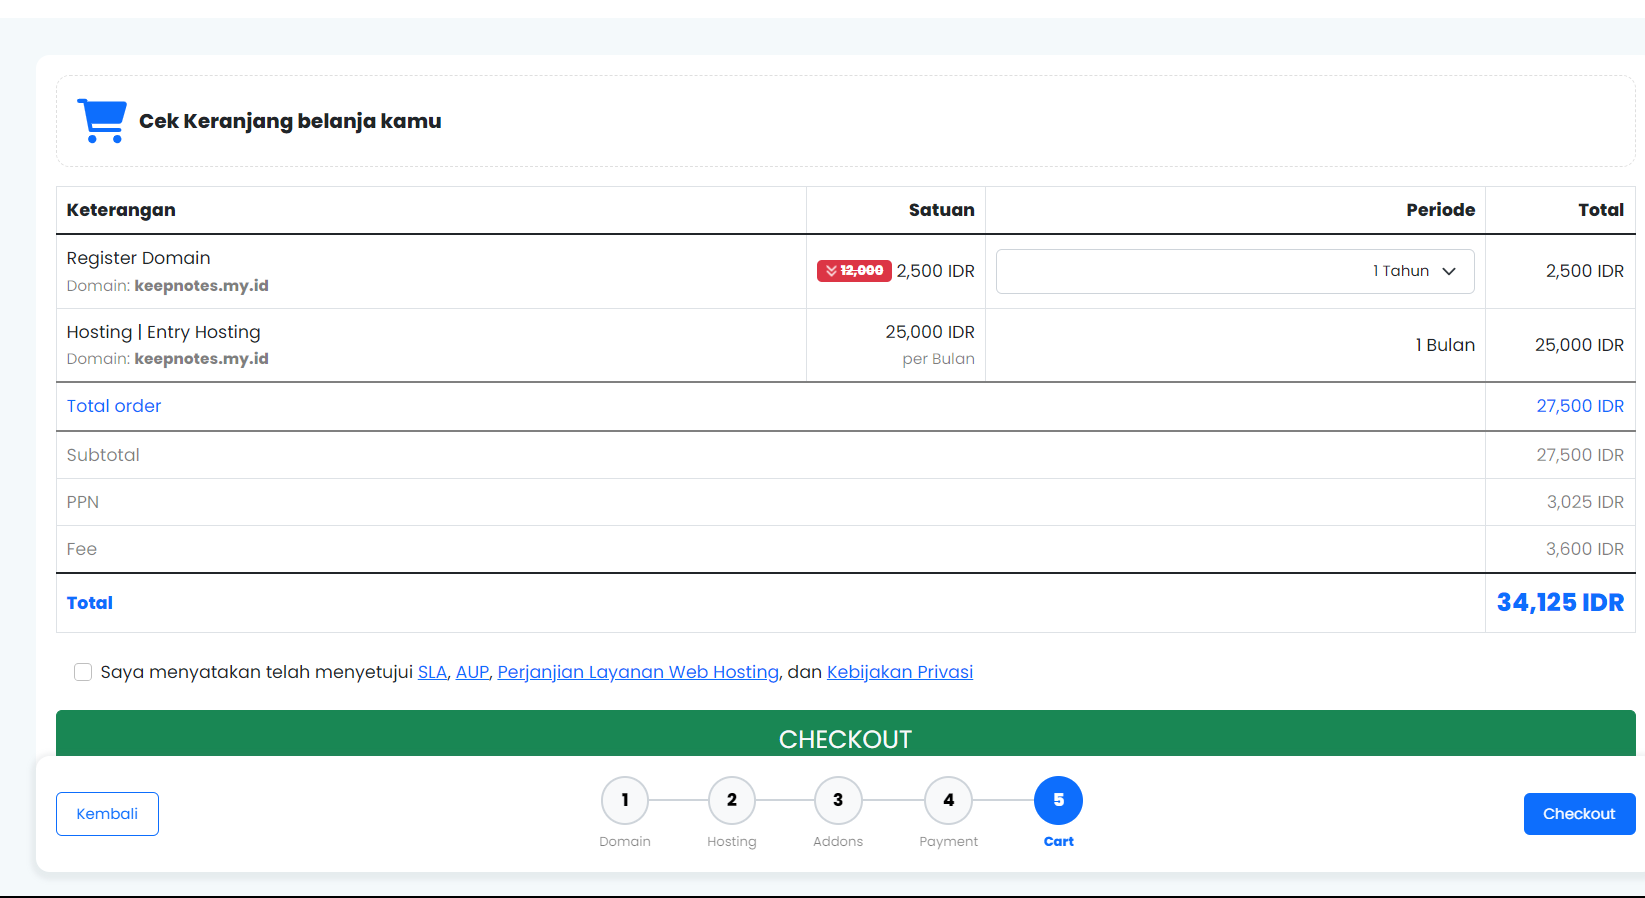 Cek Keranjang belanja kamu
Keterangan Satuan Periode Total
Register Domain
Domain: keepnotes.my.id
12,000 2,500 IDR 1 Tahun 2,500 IDR
Hosting | Entry Hosting
Domain: keepnotes.my.id
25,000 IDR
per Bulan
1 Bulan 25,000 IDR
Total order 27,500 IDR
Subtotal 27,500 IDR
PPN 3,025 IDR
Fee 3,600 IDR
Total 34,125 IDR
Saya menyatakan telah menyetujui SLA, AUP, Perjanjian Layanan Web Hosting, dan Kebijakan Privasi
CHECKOUT
Kembali
1 2 3 4 5
Domain Hosting Addons Payment Cart
Checkout